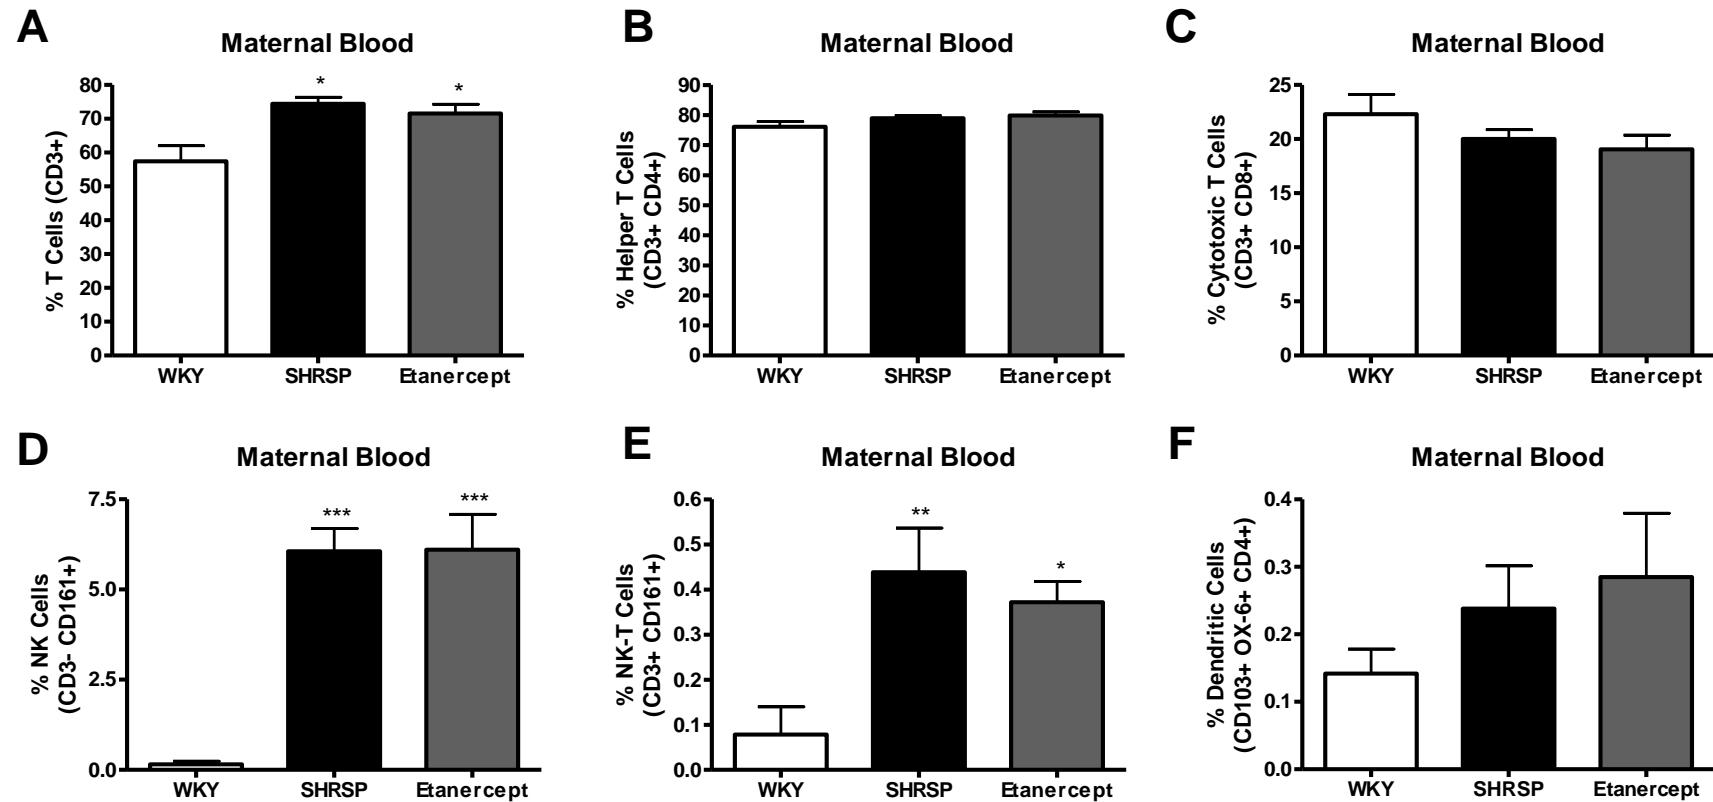 A
Maternal Blood
% T Cells (CD3+)
80
70
60
50
40
30
20
10
0
*
*
WKY SHRSP Etanercept
B
Maternal Blood
% Helper T Cells
(CD3+ CD4+)
90
80
70
60
50
40
30
20
10
0
WKY SHRSP Etanercept
C
Maternal Blood
% Cytotoxic T Cells
(CD3+ CD8+)
25
20
15
10
5
0
WKY SHRSP Etanercept
D
Maternal Blood
% NK Cells
(CD3- CD161+)
7.5
5.0
2.5
0.0
***
***
WKY SHRSP Etanercept
E
Maternal Blood
% NK-T Cells
(CD3+ CD161+)
0.6
0.5
0.4
0.3
0.2
0.1
0.0
**
*
WKY SHRSP Etanercept
F
Maternal Blood
% Dendritic Cells
(CD103+ OX-6+ CD4+)
0.4
0.3
0.2
0.1
0.0
WKY SHRSP Etanercept